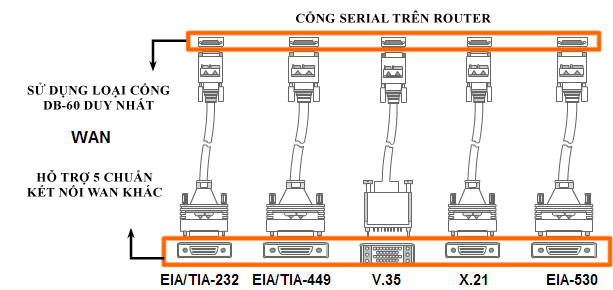 CỔNG SERIAL TRÊN ROUTER
SỬ DỤNG LOẠI CỔNG
DB-60 DUY NHẤT
WAN
HỖ TRỢ 5 CHUẨN
KẾT NỐI WAN KHÁC
EIA/TIA-232 EIA/TIA-449 V.35 X.21 EIA-530